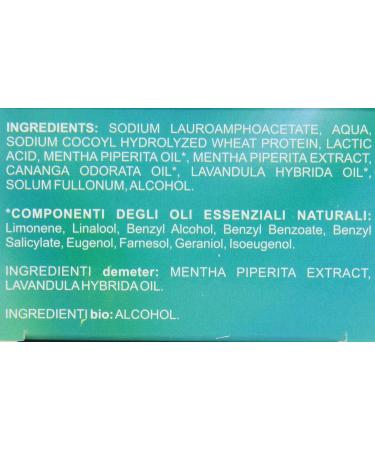 INGREDIENTS: SODIUM LAUROAMPHOACETATE, AQUA,
SODIUM COCOYL HYDROLYZED WHEAT PROTEIN, LACTIC
ACID, MENTHA PIPERITA OIL*, MENTHA PIPERITA EXTRACT,
CANANGA ODORATA OIL*, LAVANDULA HYBRIDA OIL*,
SOLUM FULLONUM, ALCOHOL.
*COMPONENTI DEGLI OLI ESSENZIALI NATURALI:
Limonene, Linalool, Benzyl Alcohol, Benzyl Benzoate, Benzyl
Salicylate, Eugenol, Farnesol, Geraniol, Isoeugenol.
INGREDIENTI demeter: MENTHA PIPERITA EXTRACT,
LAVANDULA HYBRIDA OIL.
INGREDIENTI bio: ALCOHOL.